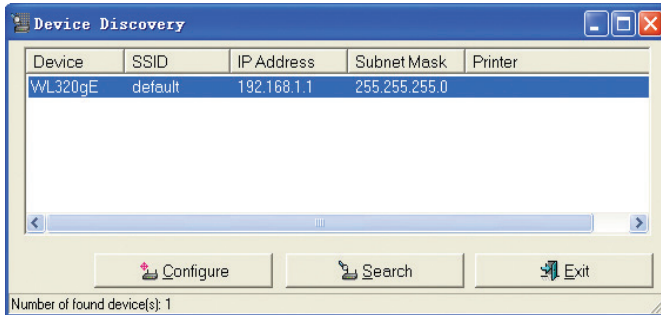 Device Discovery
Device SSID IP Address Subnet Mask Printer
WL320gE default 192.168.1.1 255.255.255.0
Configure Search Exit
Number of found device(s): 1